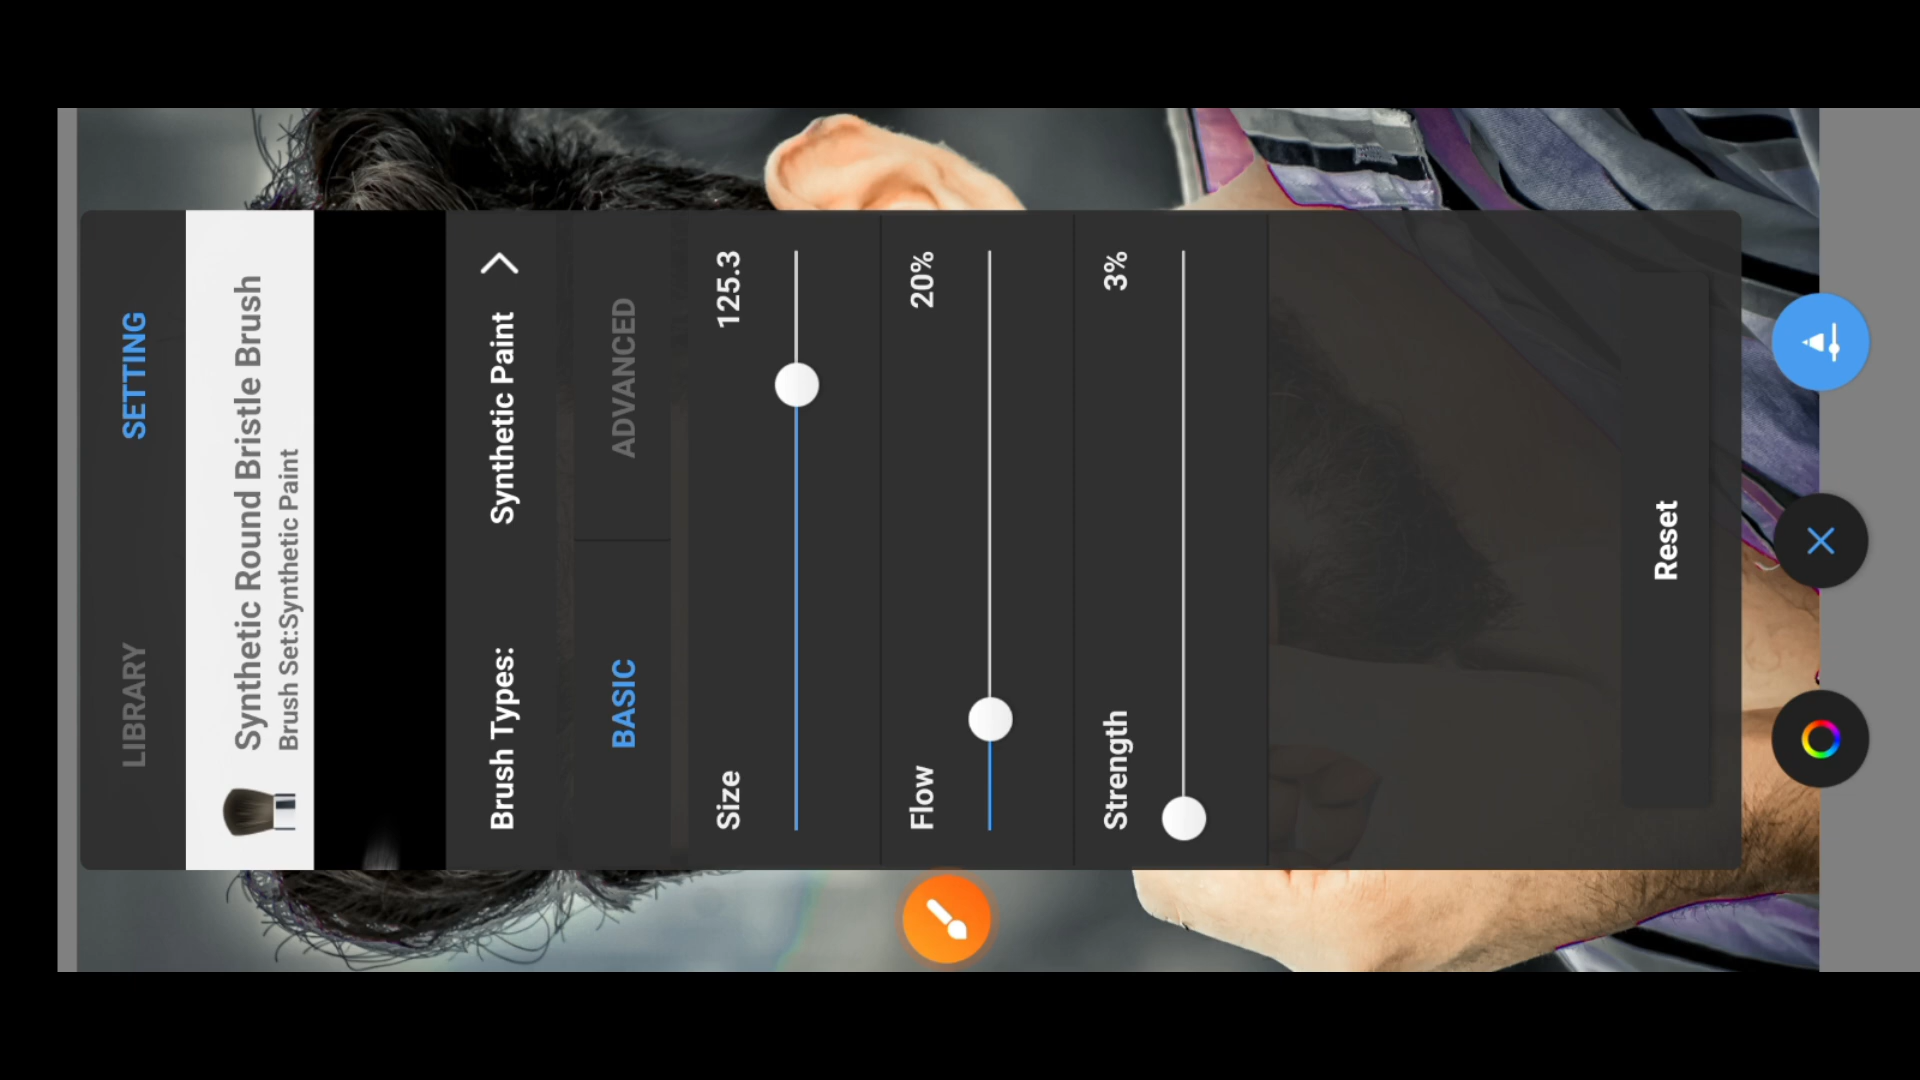 LIBRARY SETTING
Synthetic Round Bristle Brush
Brush Set:Synthetic Paint
Brush Types: Synthetic Paint
BASIC ADVANCED
Size 125.3
Flow 20%
Strength 3%
Reset